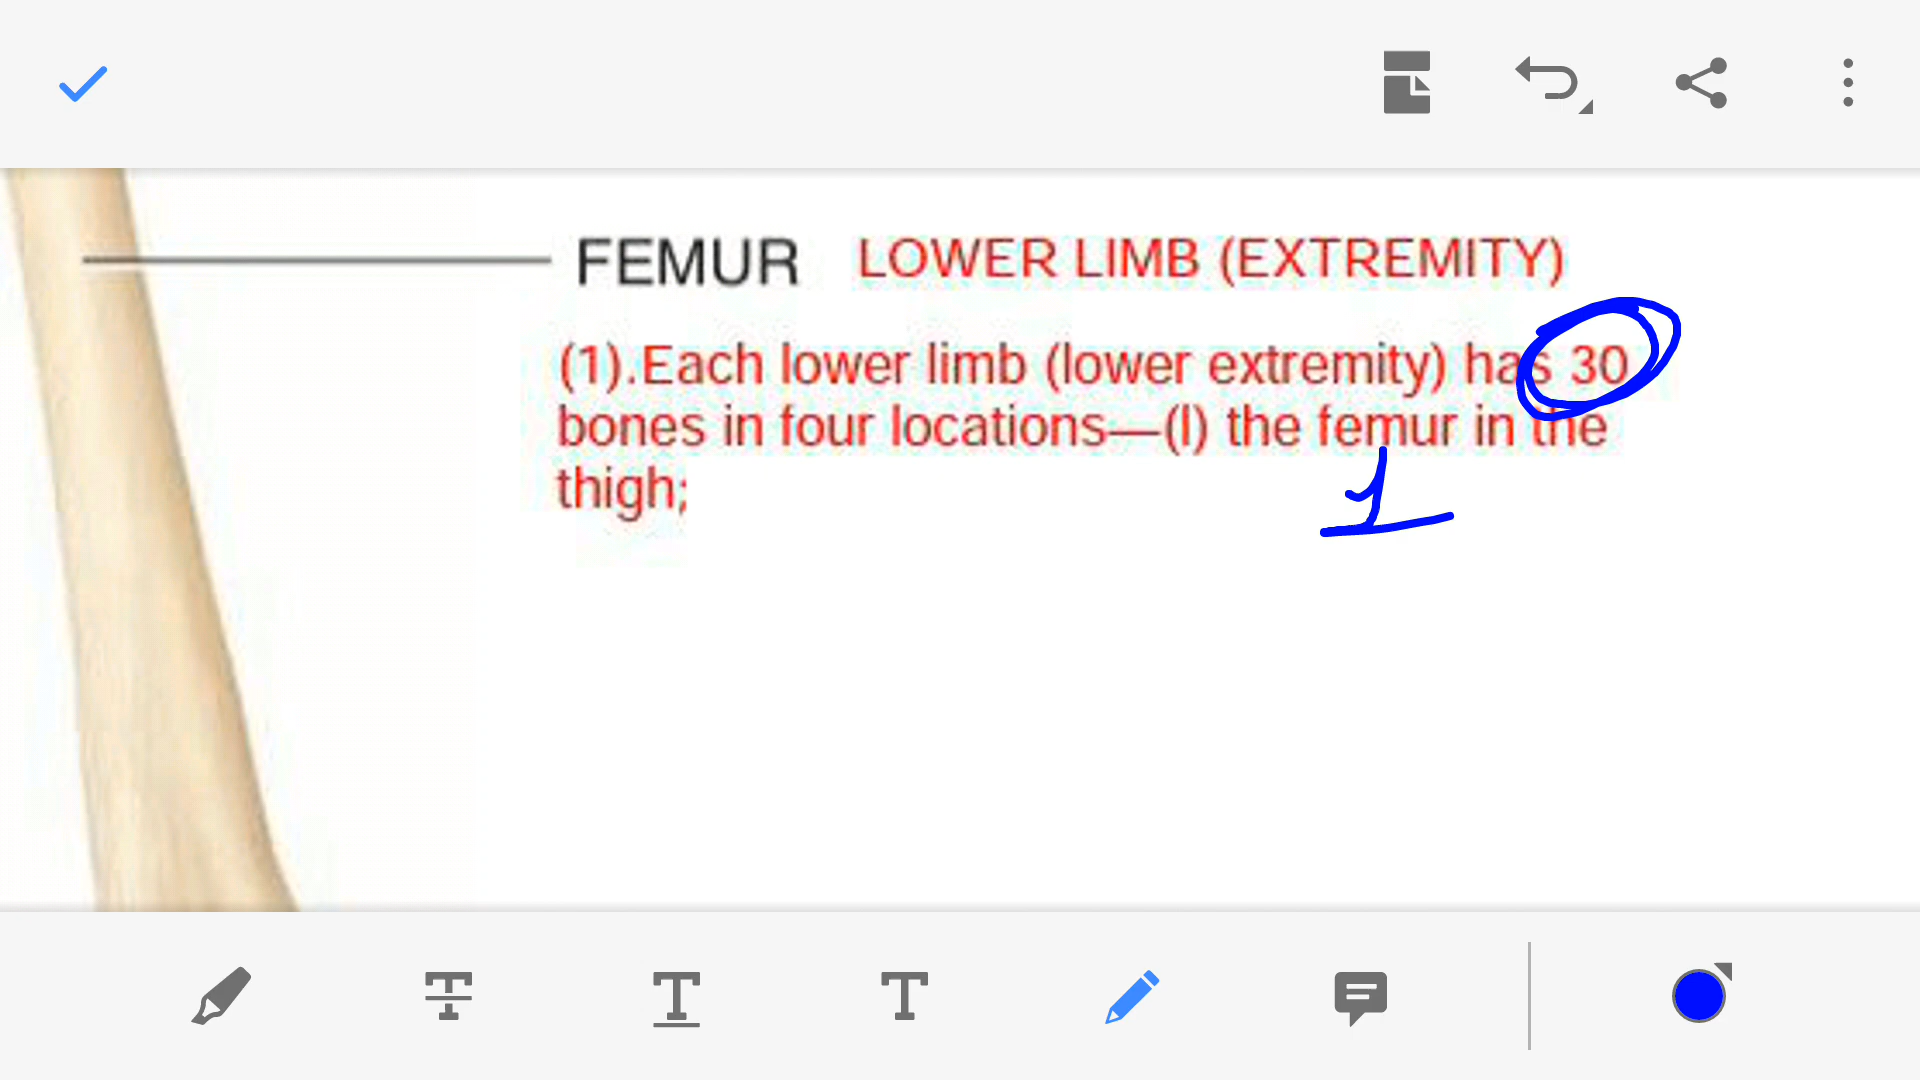 FEMUR LOWER LIMB (EXTREMITY)
(1).Each lower limb (lower extremity) has 30
bones in four locations—(l) the femur in the
thigh;
1